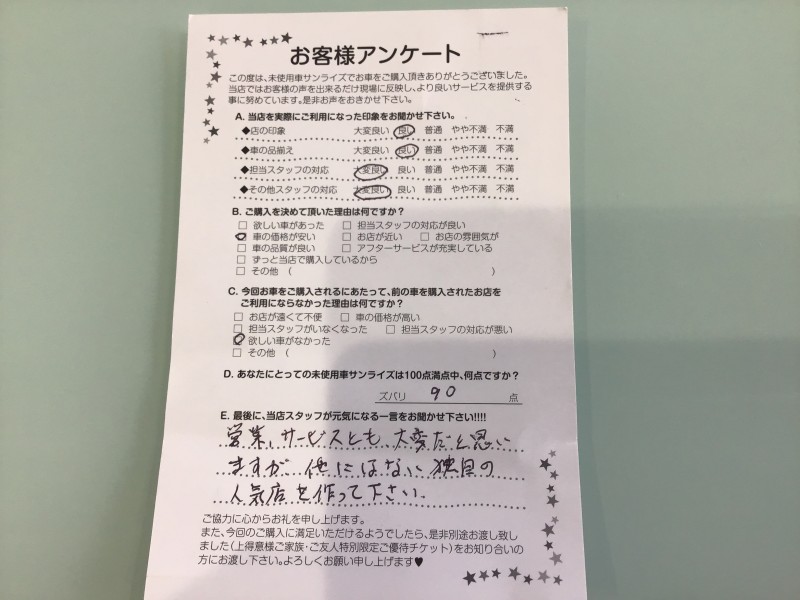 お客様アンケート
この度は、未使用車サンライズでお車をご購入頂きありがとうございました。
当店ではお客様の声を出来るだけ現場に反映し、より良いサービスを提供する
事に努めています。是非お声をおきかせ下さい。
A. 当店を実際にご利用になった印象をお聞かせ下さい。
◆店の印象 大変良い 良い 普通 やや不満 不満
◆車の品揃え 大変良い 良い 普通 やや不満 不満
◆担当スタッフの対応 大変良い 良い 普通 やや不満 不満
◆その他スタッフの対応 大変良い 良い 普通 やや不満 不満
B. ご購入を決めて頂いた理由は何ですか？
□ 欲しい車があった □ 担当スタッフの対応が良い
□ 車の価格が安い □ お店が近い □ お店の雰囲気が
□ 車の品質が良い □ アフターサービスが充実している
□ ずっと当店で購入しているから
□ その他 （ ）
C. 今回お車をご購入されるにあたって、前の車を購入されたお店を
ご利用にならなかった理由は何ですか？
□ お店が遠くて不便 □ 車の価格が高い
□ 担当スタッフがいなくなった □ 担当スタッフの対応が悪い
□ 欲しい車がなかった
□ その他 （ ）
D. あなたにとっての未使用車サンライズは100点満点中、何点ですか？
ズバリ 90 点
E. 最後に、当店スタッフが元気になる一言をお聞かせ下さい!!!!
営業、サービスとも、大変だと思い
ますが、他にはない独自の
人気店を作って下さい。
ご協力に心からお礼を申し上げます。
また、今回のご購入に満足いただけるようでしたら、是非別途お渡し致し
ました（上得意様ご家族・ご友人特別限定ご優待チケット）をお知り合いの
方にお渡し下さい。よろしくお願い申し上げます♥